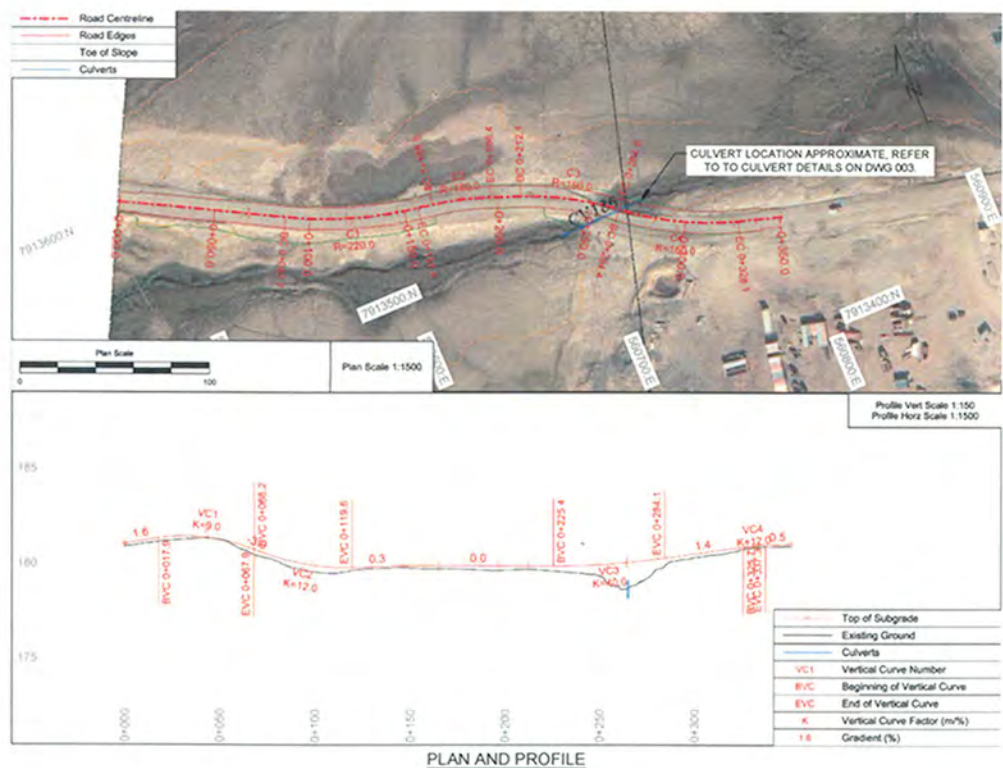 Road Centreline
Road Edges
Toe of Slope
Culverts
CULVERT LOCATION APPROXIMATE, REFER
TO TO CULVERT DETAILS ON DWG 003.
BC 0+212.1
C3
C1
R=220.0
7913600:N
7913500:N
7913400:N
560700:E
560800:E
560900:E
Plan Scale
0
100
Plan Scale 1:1500
Profile Vert Scale 1:150
Profile Horz Scale 1:1500
185
180
175
1.6
VC1
K=9.0
BVC 0+017.9
EVC 0+067.9
BVC 0+068.2
VC2
K=12.0
EVC 0+119.6
0.3
0.0
BVC 0+225.4
VC3
K=40.0
EVC 0+284.1
1.4
VC4
K=12.0
0.5
0+000
0+050
0+100
0+150
0+200
0+250
0+300
Top of Subgrade
Existing Ground
Culverts
VC1 Vertical Curve Number
BVC Beginning of Vertical Curve
EVC End of Vertical Curve
K Vertical Curve Factor (m/%)
1.6 Gradient (%)
PLAN AND PROFILE